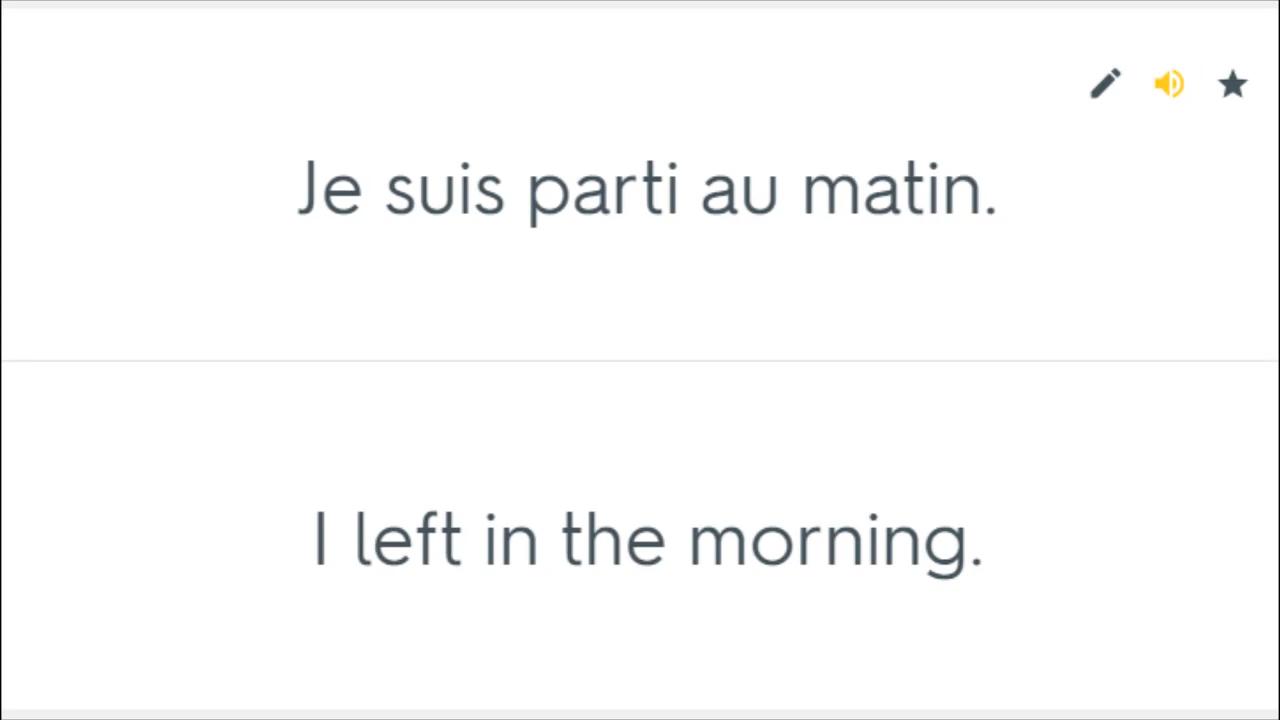 Je suis parti au matin.
I left in the morning.